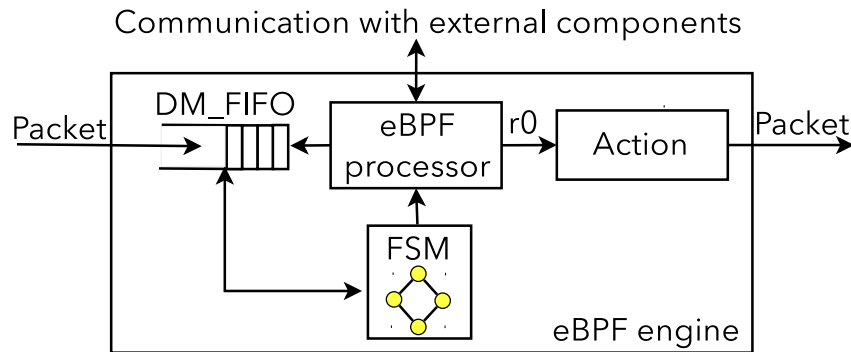 Communication with external components
DM_FIFO
Packet
eBPF
processor
r0
Action
Packet
FSM
eBPF engine